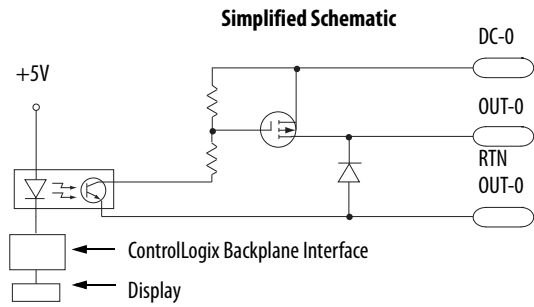 Simplified Schematic
DC-0
+5V
OUT-0
RTN
OUT-0
ControlLogix Backplane Interface
Display